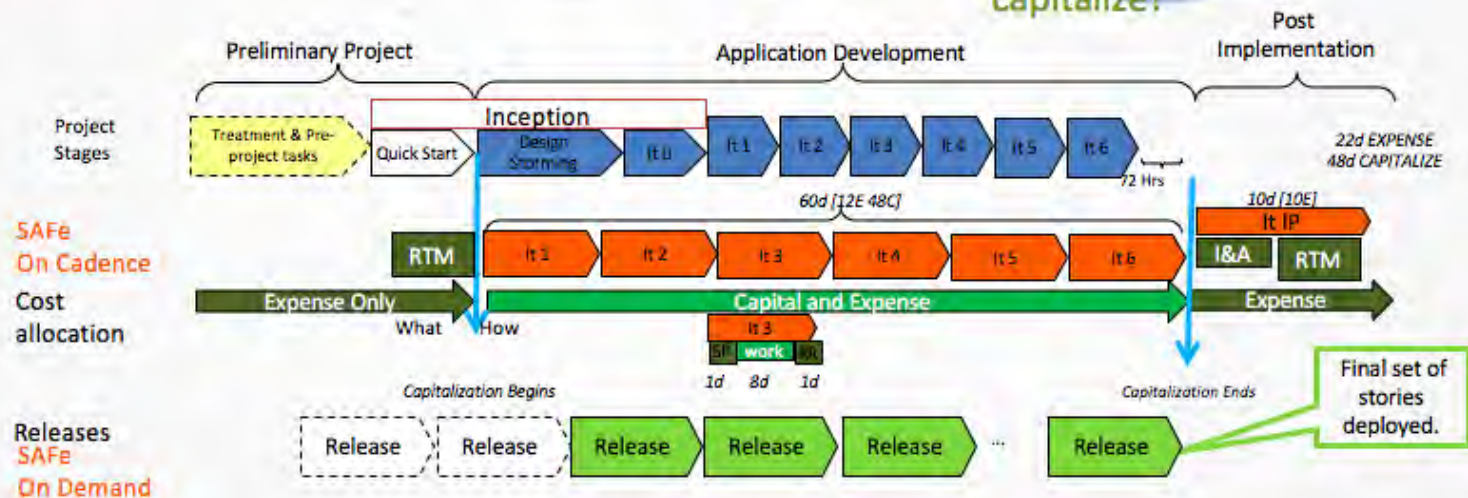 capitalize?
Preliminary Project
Application Development
Post
Implementation
Project
Stages
Treatment & Pre-
project tasks
Inception
Quick Start
Design
Storming
It 0
It 1
It 2
It 3
It 4
It 5
It 6
72 Hrs
22d EXPENSE
48d CAPITALIZE
60d [12E 48C]
10d [10E]
SAFe
On Cadence
RTM
It 1
It 2
It 3
It 4
It 5
It 6
It IP
I&A
RTM
Cost
allocation
Expense Only
Capital and Expense
Expense
What
How
It 3
work
1d
8d
1d
Capitalization Begins
Capitalization Ends
Final set of
stories
deployed.
Releases
SAFe
On Demand
Release
Release
Release
Release
Release
...
Release